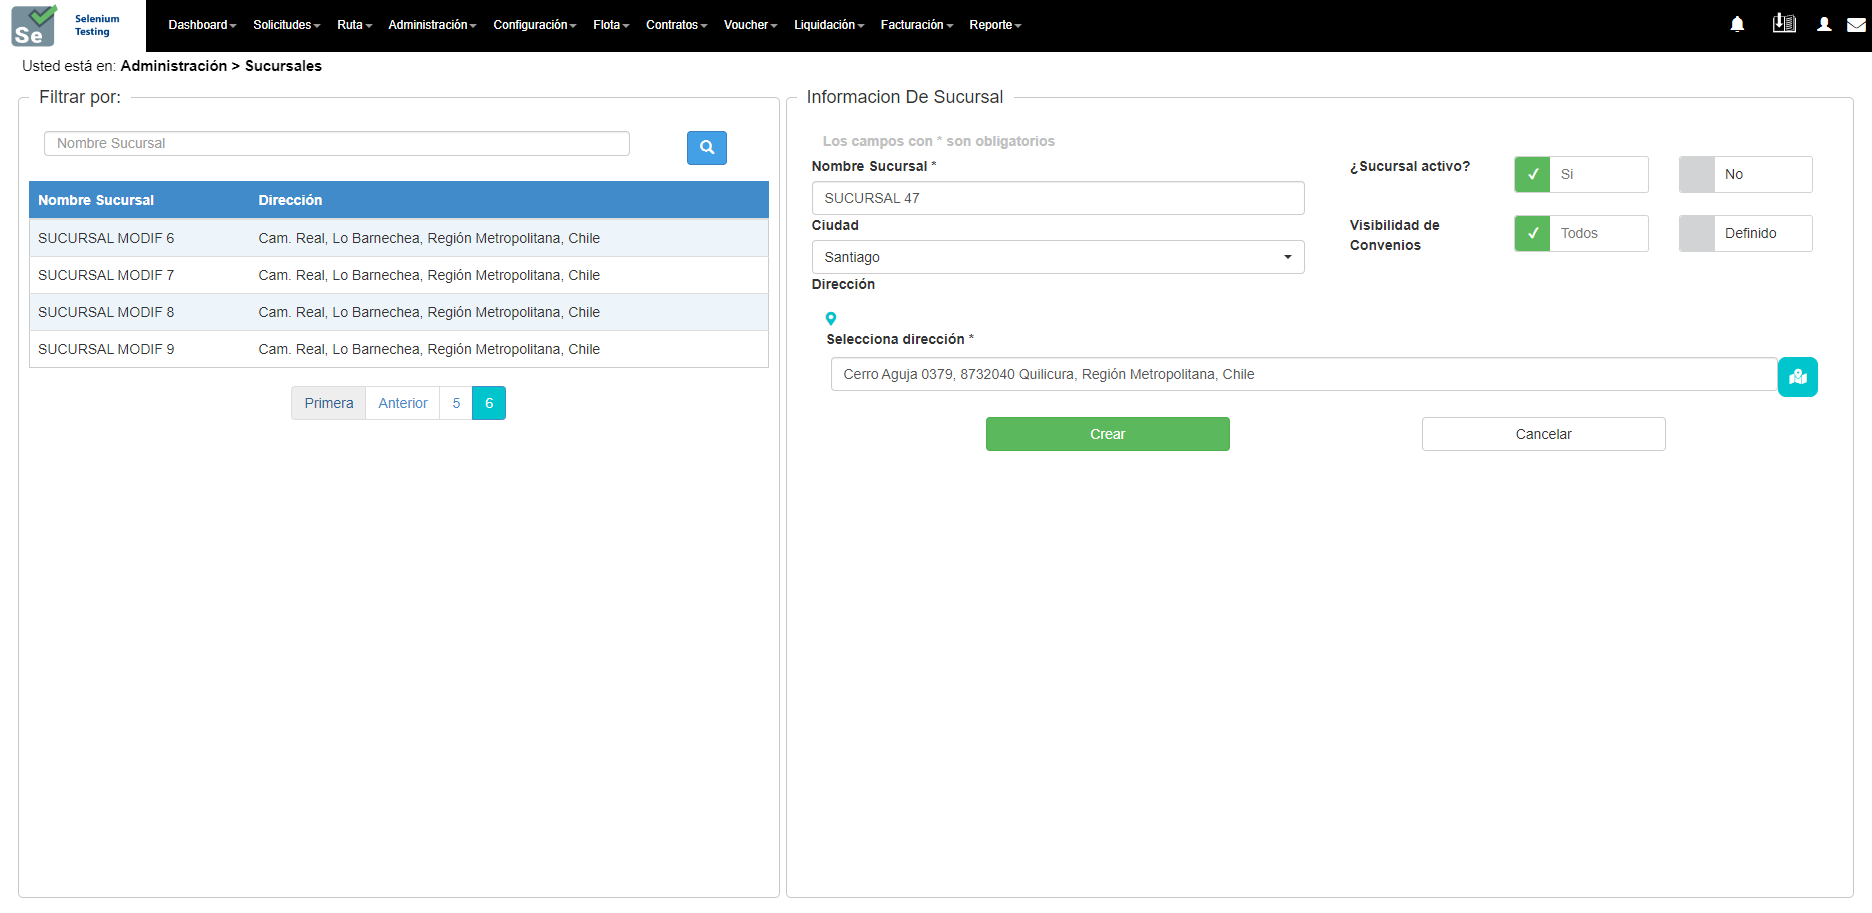 Se
Selenium
Testing
Dashboard Solicitudes Ruta Administración Configuración Flota Contratos Voucher Liquidación Facturación Reporte
Usted está en: Administración > Sucursales
Filtrar por:
Nombre Sucursal
Nombre Sucursal Dirección
SUCURSAL MODIF 6 Cam. Real, Lo Barnechea, Región Metropolitana, Chile
SUCURSAL MODIF 7 Cam. Real, Lo Barnechea, Región Metropolitana, Chile
SUCURSAL MODIF 8 Cam. Real, Lo Barnechea, Región Metropolitana, Chile
SUCURSAL MODIF 9 Cam. Real, Lo Barnechea, Región Metropolitana, Chile
Primera Anterior 5 6
Informacion De Sucursal
Los campos con * son obligatorios
Nombre Sucursal *
SUCURSAL 47
Ciudad
Santiago
Dirección
¿Sucursal activo? Si No
Visibilidad de
Convenios
Todos Definido
Selecciona dirección *
Cerro Aguja 0379, 8732040 Quilicura, Región Metropolitana, Chile
Crear Cancelar